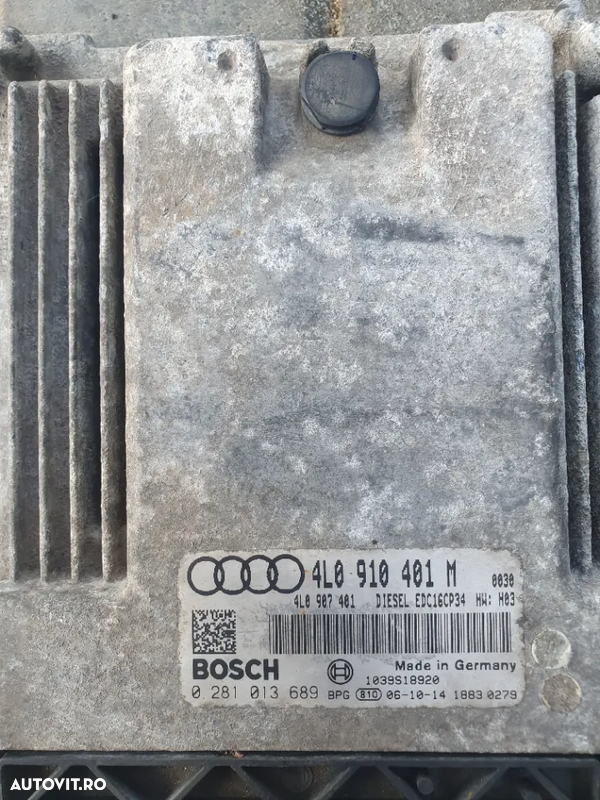 4L0 910 401 M 0030
4L0 907 401 DIESEL EDC16CP34 HW: H03
BOSCH Made in Germany
1039S18920
0 281 013 689 BPG 810 06-10-14 1883 0279
AUTOVIT.RO